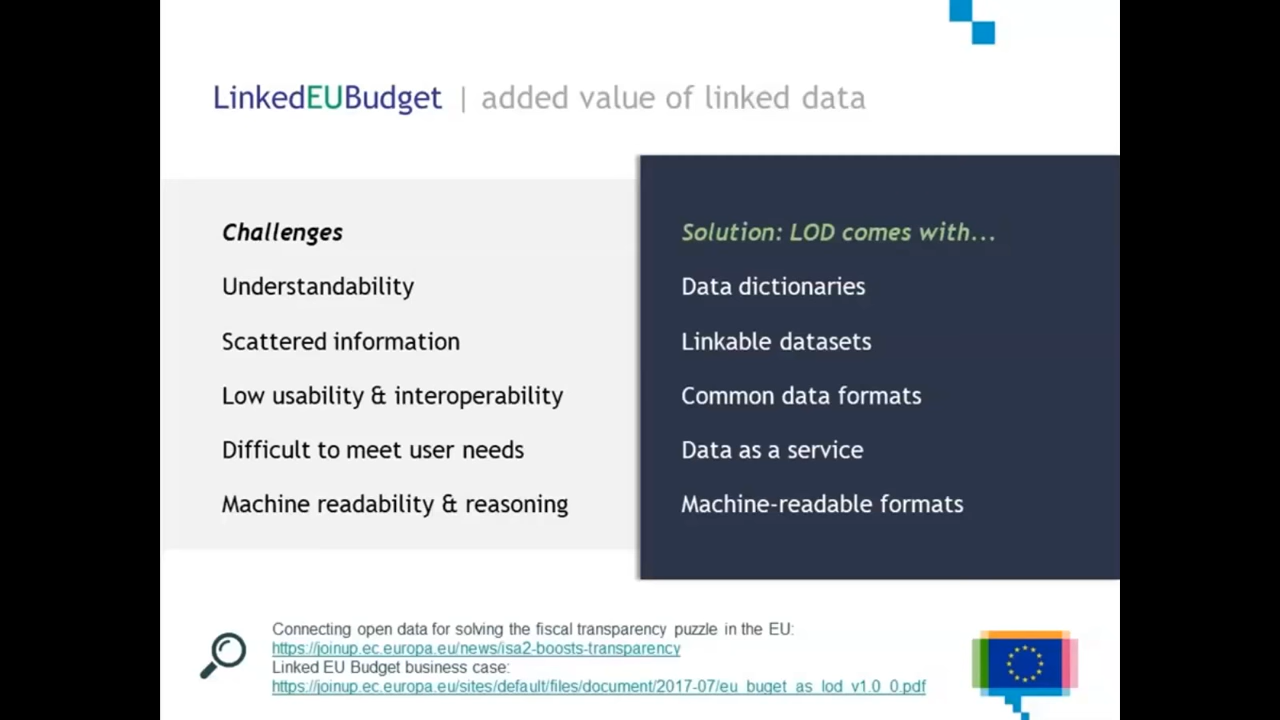 LinkedEUBudget | added value of linked data
Challenges
Understandability
Scattered information
Low usability & interoperability
Difficult to meet user needs
Machine readability & reasoning
Solution: LOD comes with...
Data dictionaries
Linkable datasets
Common data formats
Data as a service
Machine-readable formats
Connecting open data for solving the fiscal transparency puzzle in the EU:
https://joinup.ec.europa.eu/news/isa2-boosts-transparency
Linked EU Budget business case:
https://joinup.ec.europa.eu/sites/default/files/document/2017-07/eu_buget_as_lod_v1.0_0.pdf